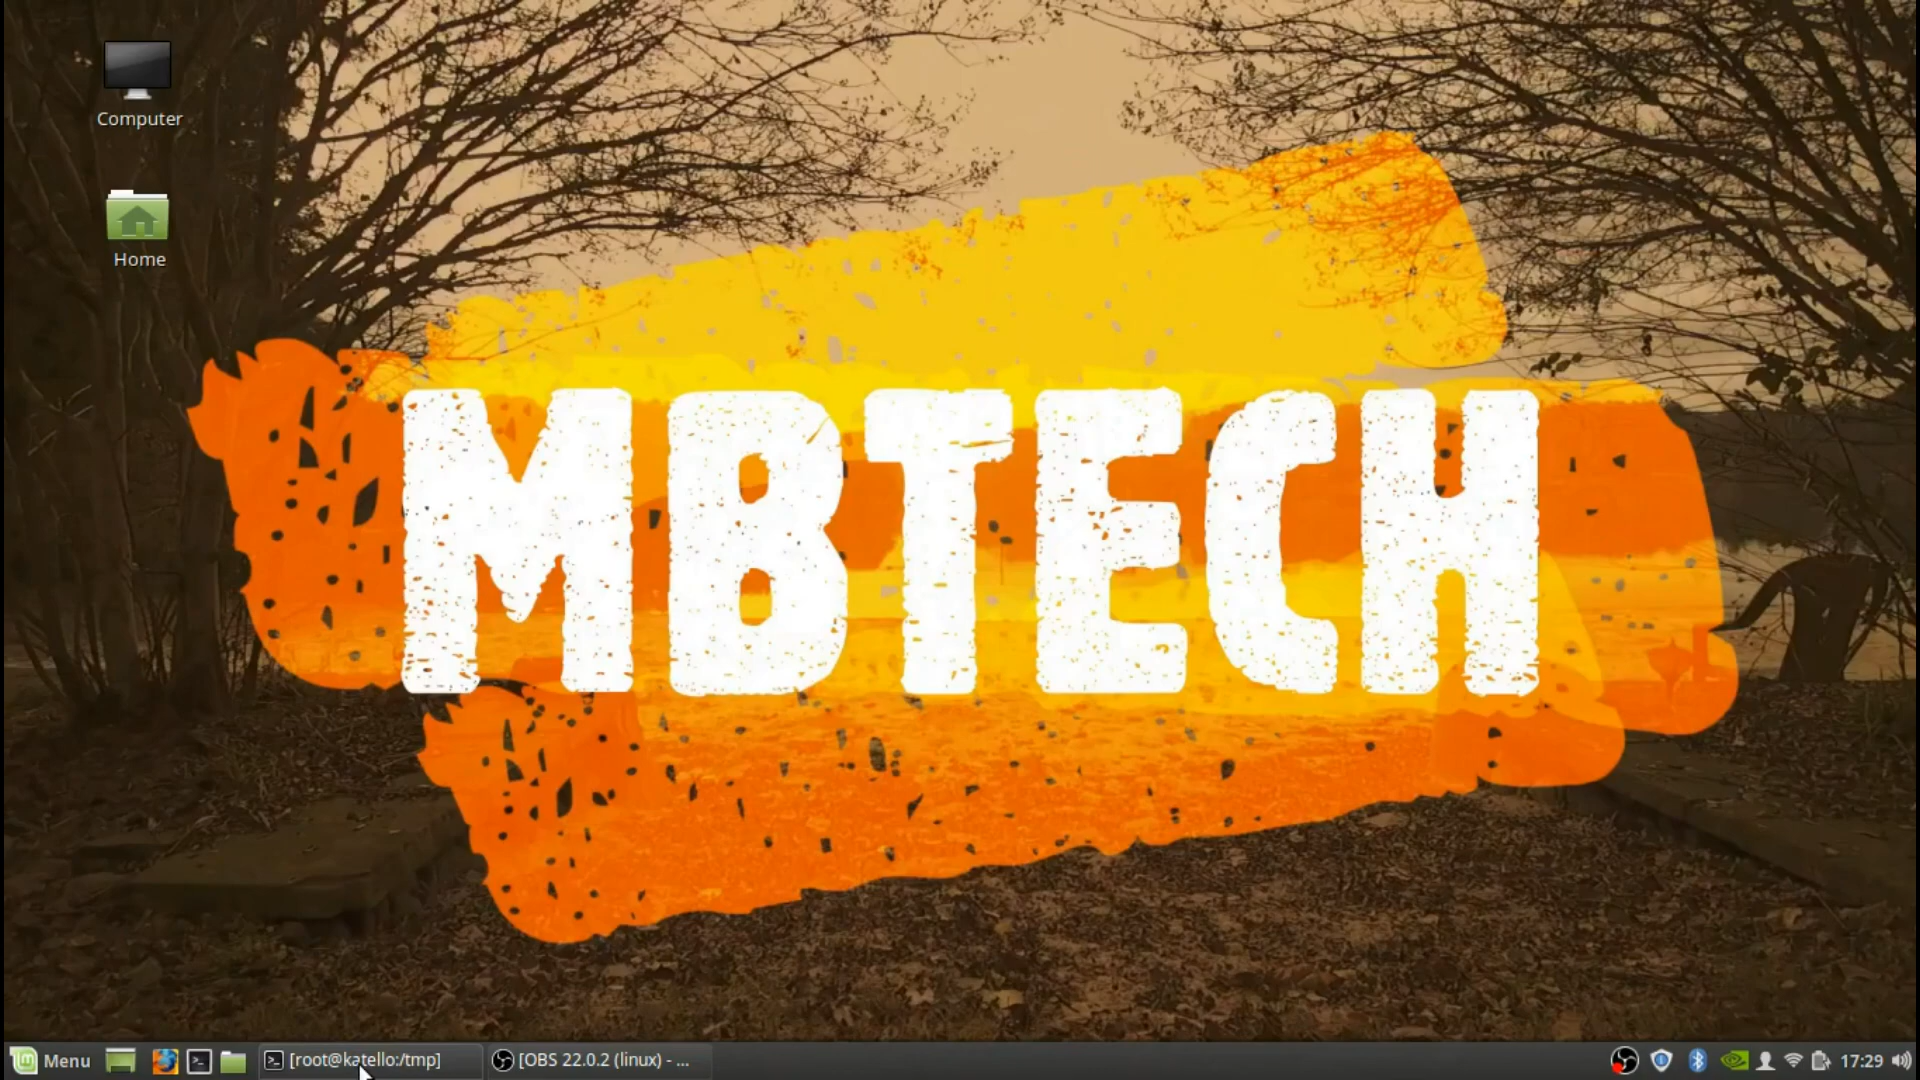 Computer
Home
MBTECH
Menu
[root@katello:/tmp]
[OBS 22.0.2 (linux) - ...
17:29